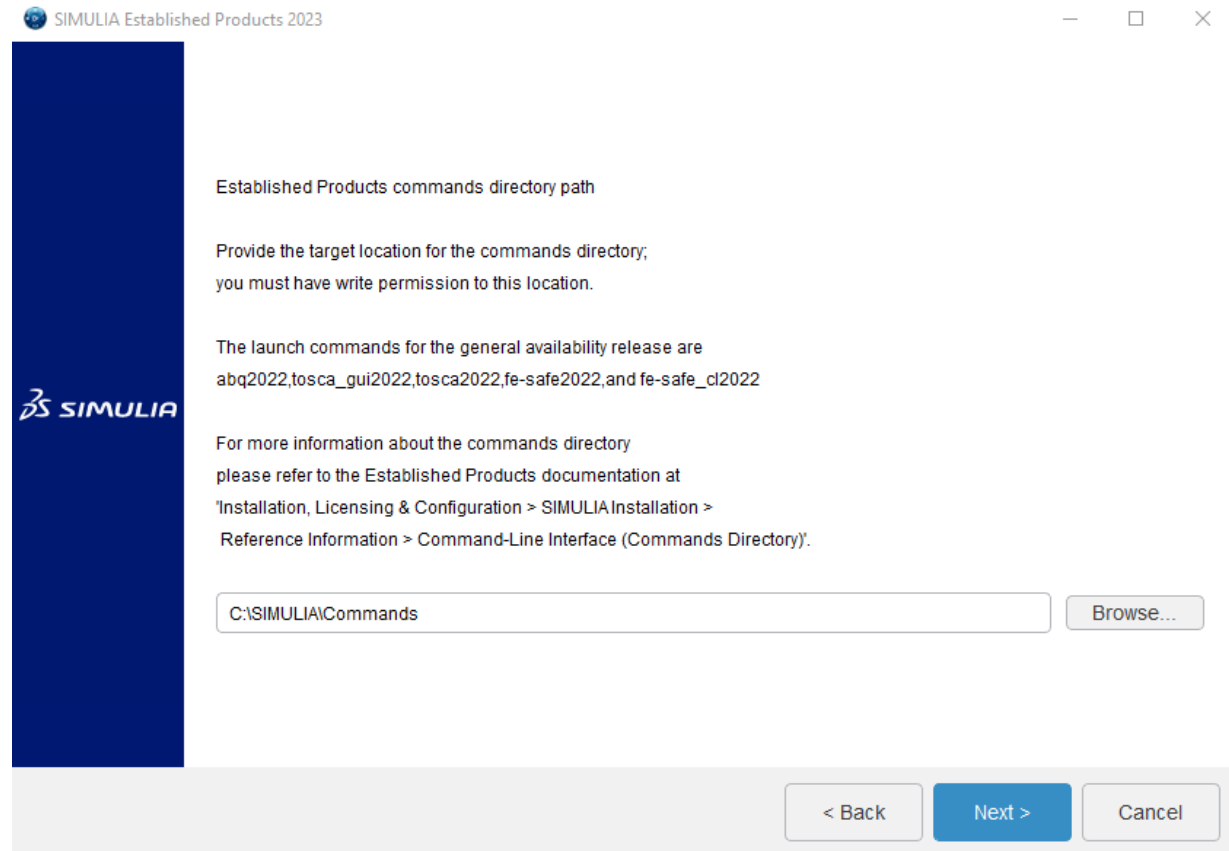 SIMULIA Established Products 2023
Established Products commands directory path
Provide the target location for the commands directory;
you must have write permission to this location.
The launch commands for the general availability release are
abq2022,tosca_gui2022,tosca2022,fe-safe2022,and fe-safe_cl2022
SIMULIA
For more information about the commands directory
please refer to the Established Products documentation at
'Installation, Licensing & Configuration > SIMULIA Installation >
Reference Information > Command-Line Interface (Commands Directory)'.
C:\SIMULIA\Commands
Browse...
< Back
Next >
Cancel